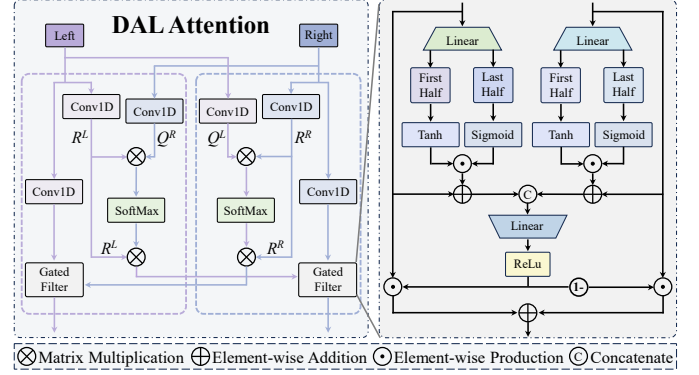 DAL Attention
Left
Right
Conv1D
Conv1D
Conv1D
Conv1D
R^L
Q^R
Q^L
R^R
Conv1D
Conv1D
SoftMax
SoftMax
R^L
R^R
Gated
Filter
Gated
Filter
Linear
Linear
First
Half
Last
Half
First
Half
Last
Half
Tanh
Sigmoid
Tanh
Sigmoid
C
Linear
ReLu
1-
Matrix Multiplication
Element-wise Addition
Element-wise Production
C Concatenate